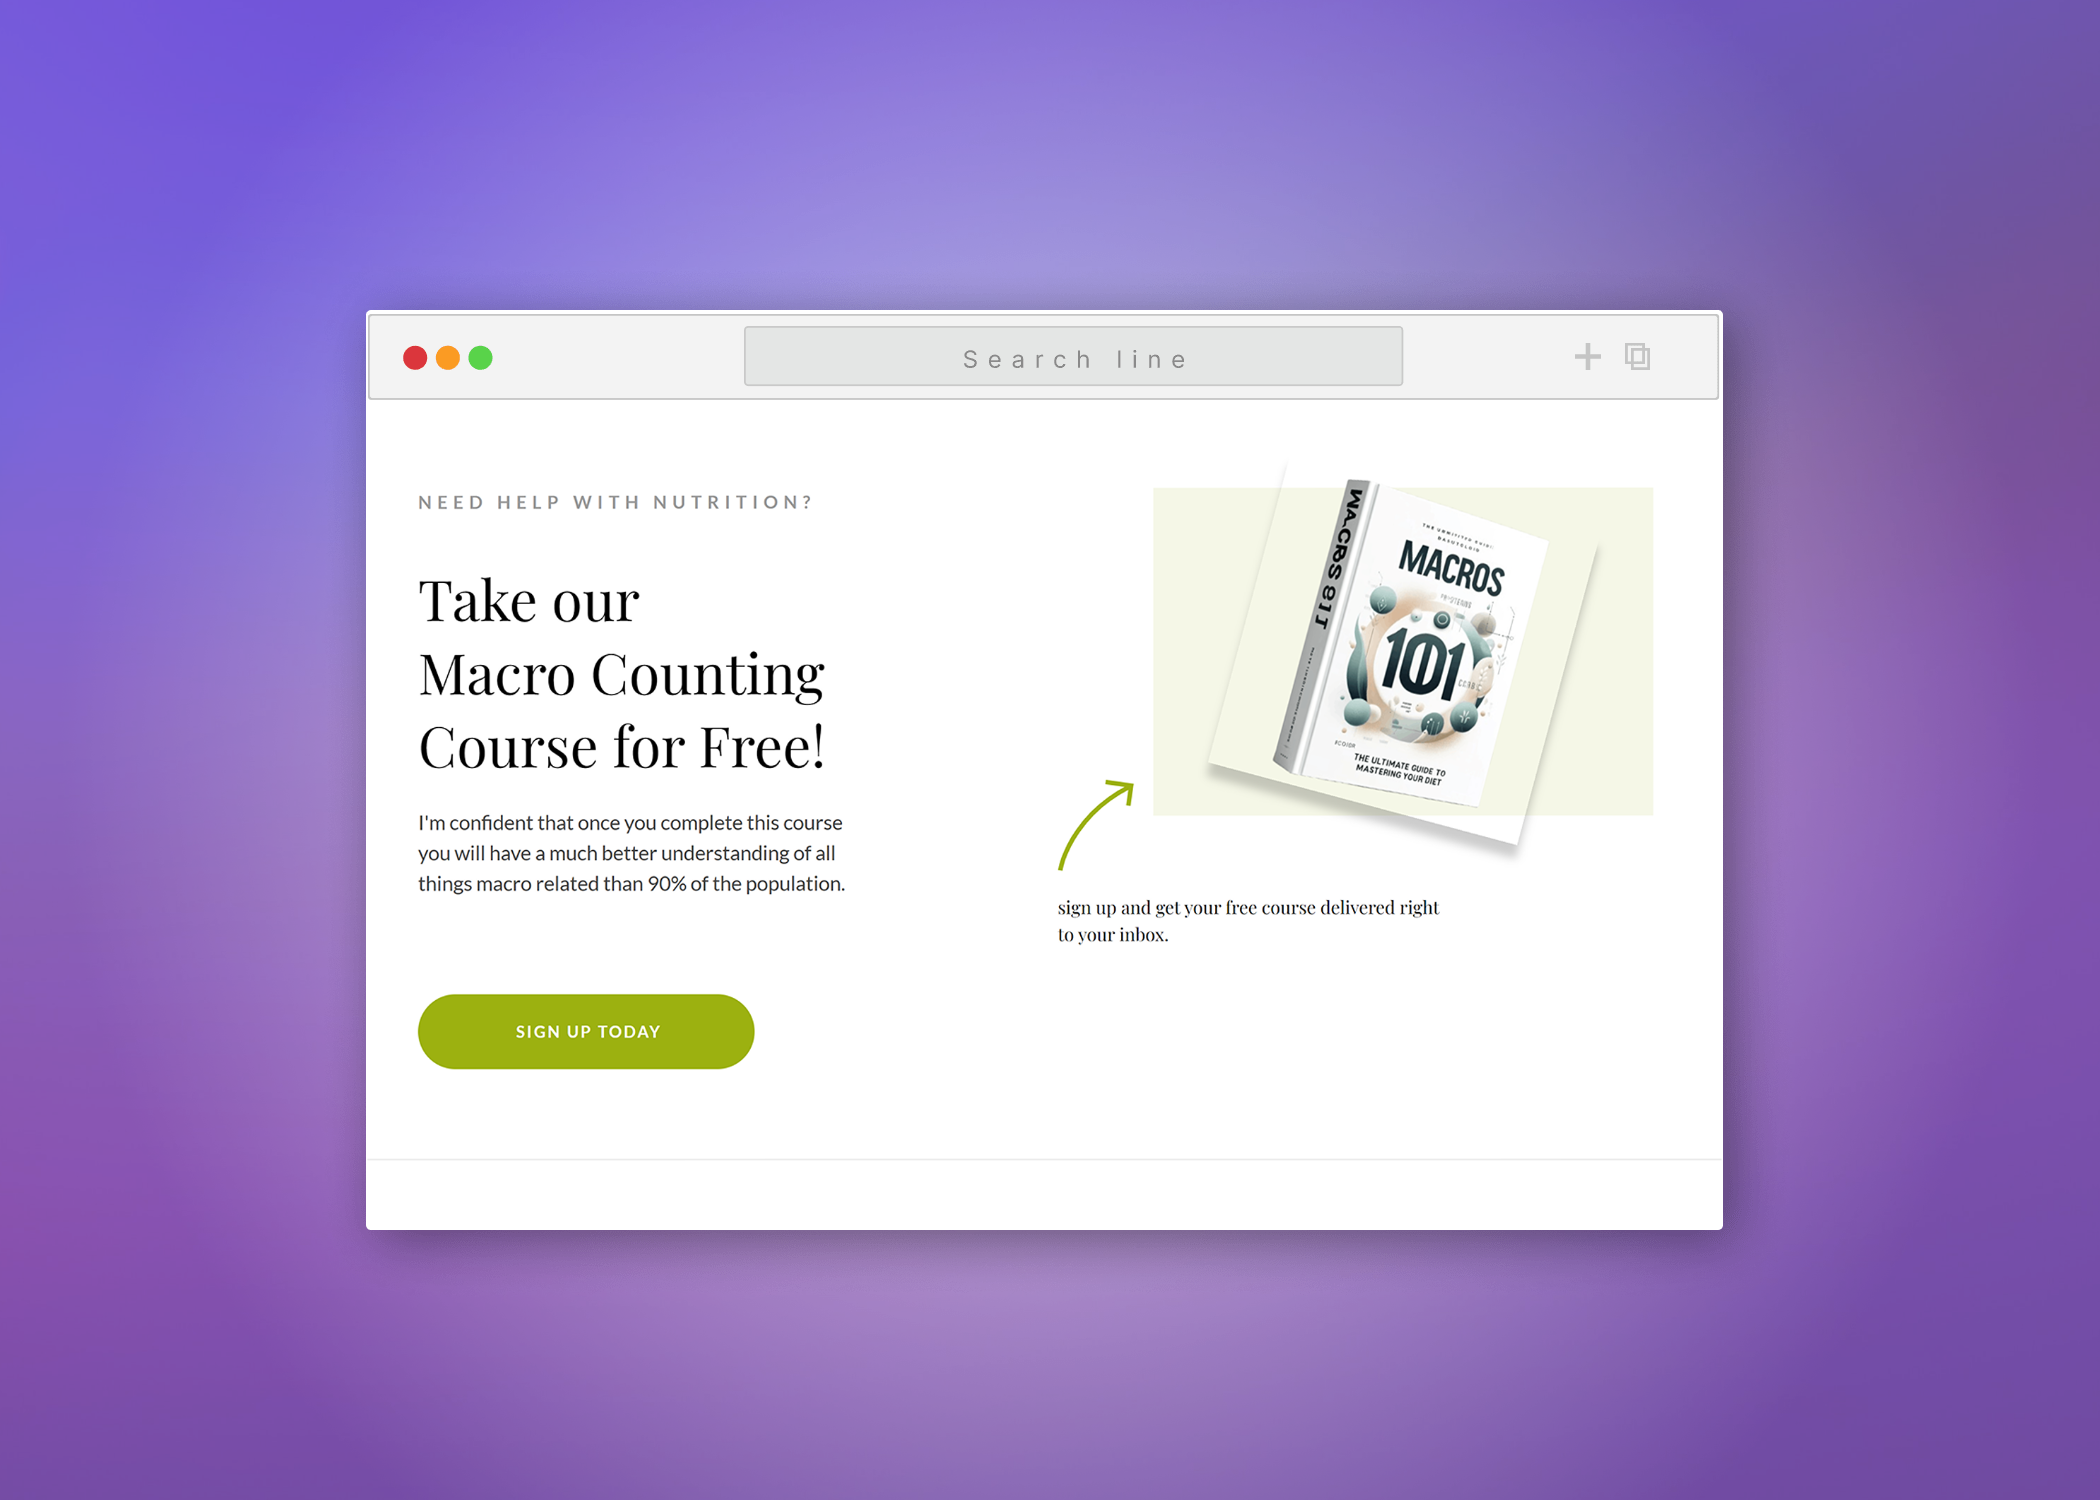 Search line
NEED HELP WITH NUTRITION?
Take our
Macro Counting
Course for Free!
I'm confident that once you complete this course
you will have a much better understanding of all
things macro related than 90% of the population.
SIGN UP TODAY
MACROS
101
THE ULTIMATE GUIDE TO
MASTERING YOUR DIET
sign up and get your free course delivered right
to your inbox.